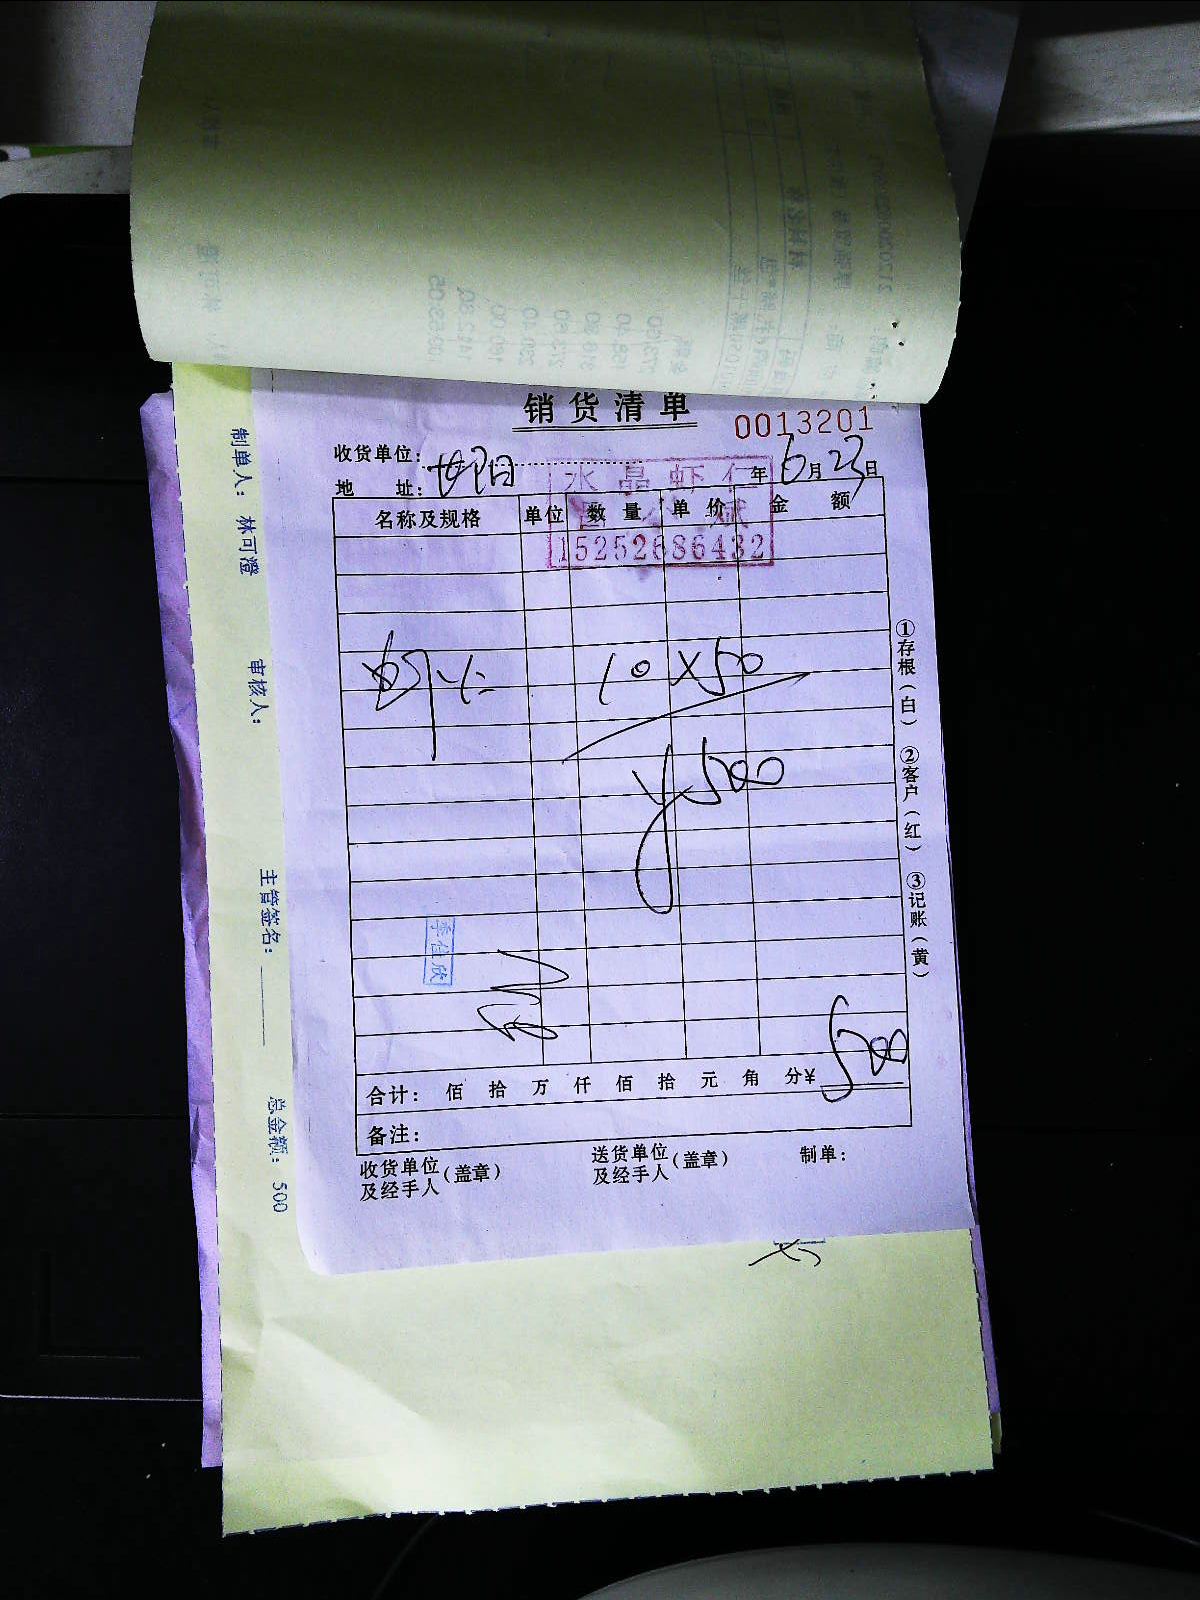 销货清单
0013201
收货单位：
年 6 月 23 日
地 址：
水晶虾仁
15252686432
名称及规格 单位 数量 单价 金额
虾仁 10×50
¥500
季佳欣
合计： 佰 拾 万 仟 佰 拾 元 角 分¥ 500
备注：
收货单位及经手人（盖章） 送货单位及经手人（盖章） 制单：
①存根（白） ②客户（红） ③记账（黄）
制单人： 林可澄 审核人： 主管签名： 总金额： 500